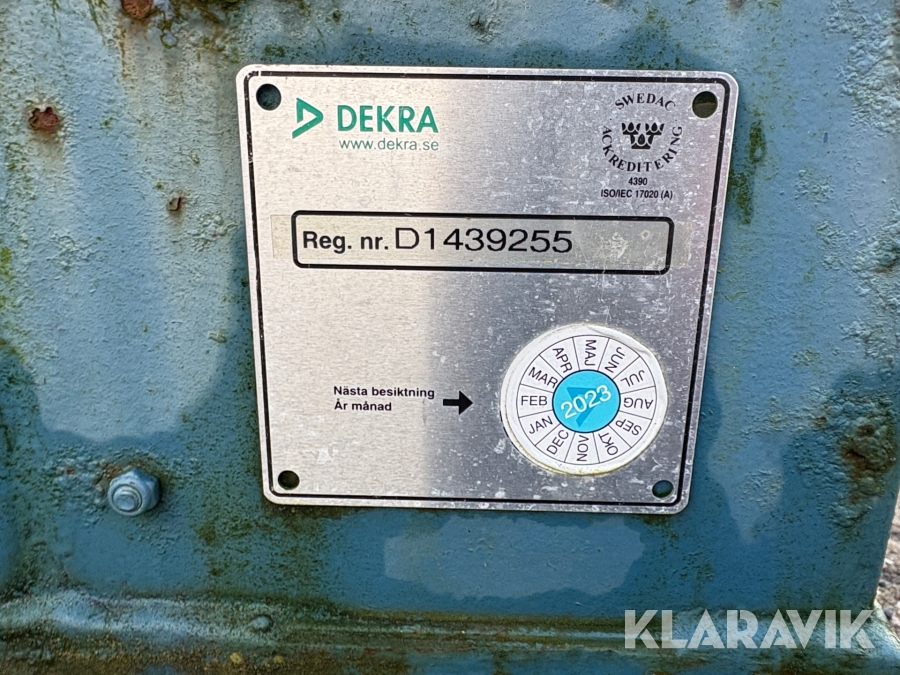 DEKRA
www.dekra.se
SWEDAC
ACKREDITERING
4390
ISO/IEC 17020 (A)
Reg. nr. D1439255
Nästa besiktning
År månad
JAN
FEB
MAR
APR
MAJ
JUN
JUL
AUG
SEP
OKT
NOV
DEC
2023
KLARAVIK